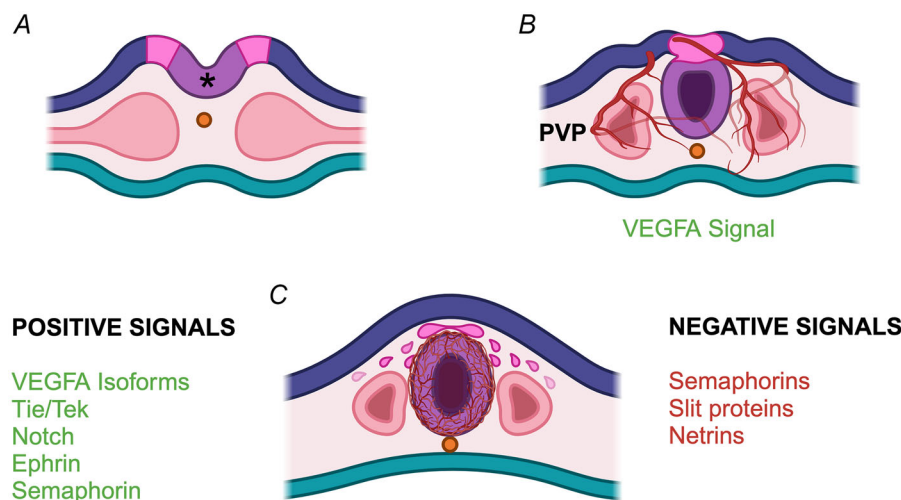 A
*
B
PVP
VEGFA Signal
C
POSITIVE SIGNALS
VEGFA Isoforms
Tie/Tek
Notch
Ephrin
Semaphorin
NEGATIVE SIGNALS
Semaphorins
Slit proteins
Netrins